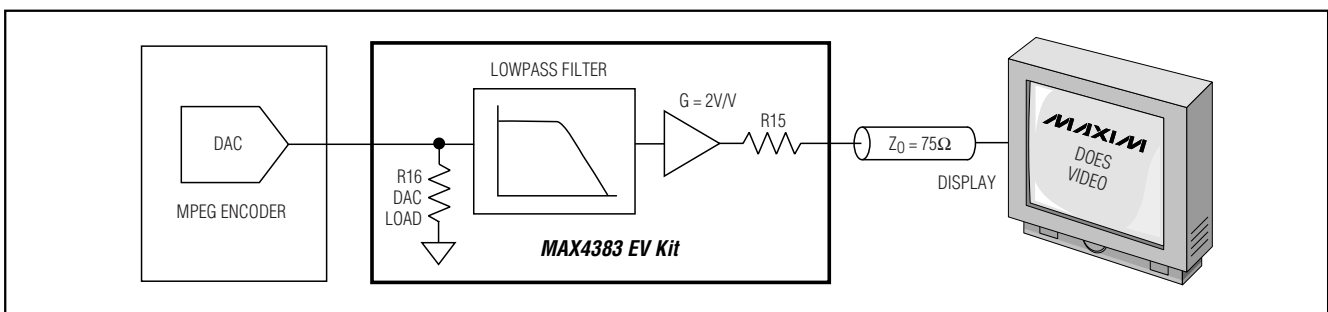 DAC
MPEG ENCODER
LOWPASS FILTER
R16
DAC
LOAD
G = 2V/V
R15
MAX4383 EV Kit
Z0 = 75Ω
DISPLAY
MAXIM
DOES
VIDEO